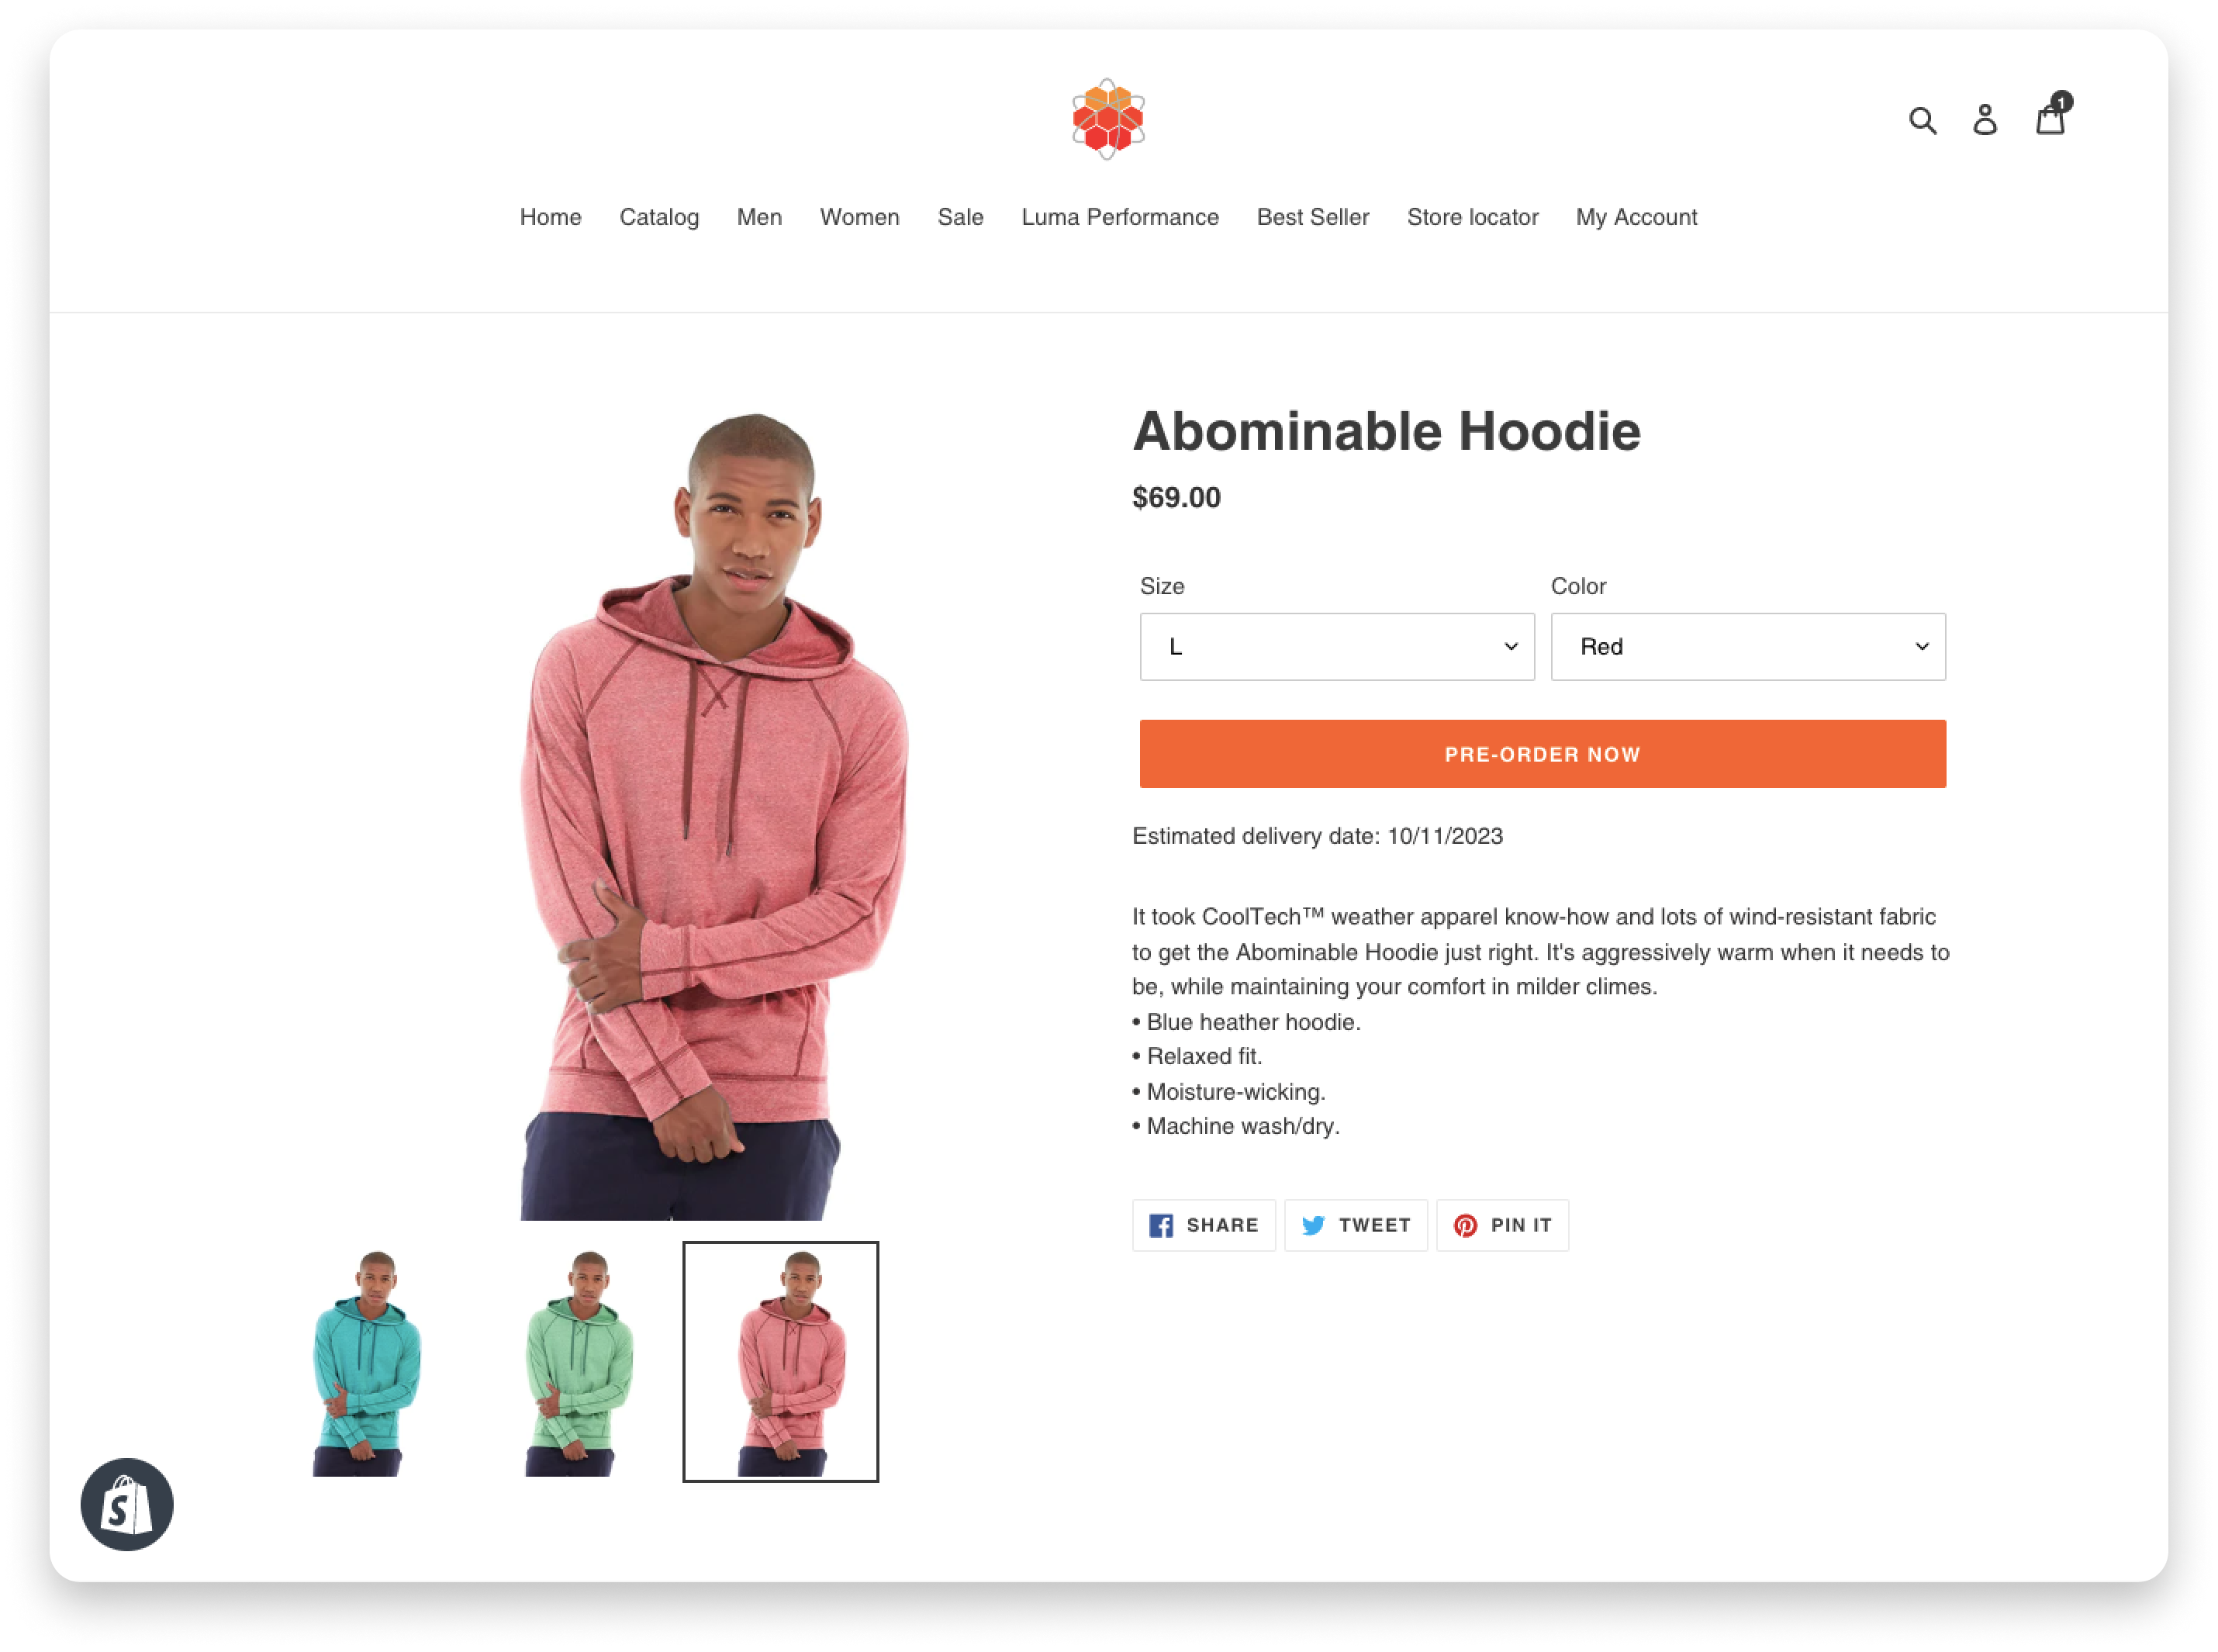 1
Home Catalog Men Women Sale Luma Performance Best Seller Store locator My Account
Abominable Hoodie
$69.00
Size Color
L Red
PRE-ORDER NOW
Estimated delivery date: 10/11/2023
It took CoolTech™ weather apparel know-how and lots of wind-resistant fabric
to get the Abominable Hoodie just right. It's aggressively warm when it needs to
be, while maintaining your comfort in milder climes.
• Blue heather hoodie.
• Relaxed fit.
• Moisture-wicking.
• Machine wash/dry.
SHARE TWEET PIN IT
S